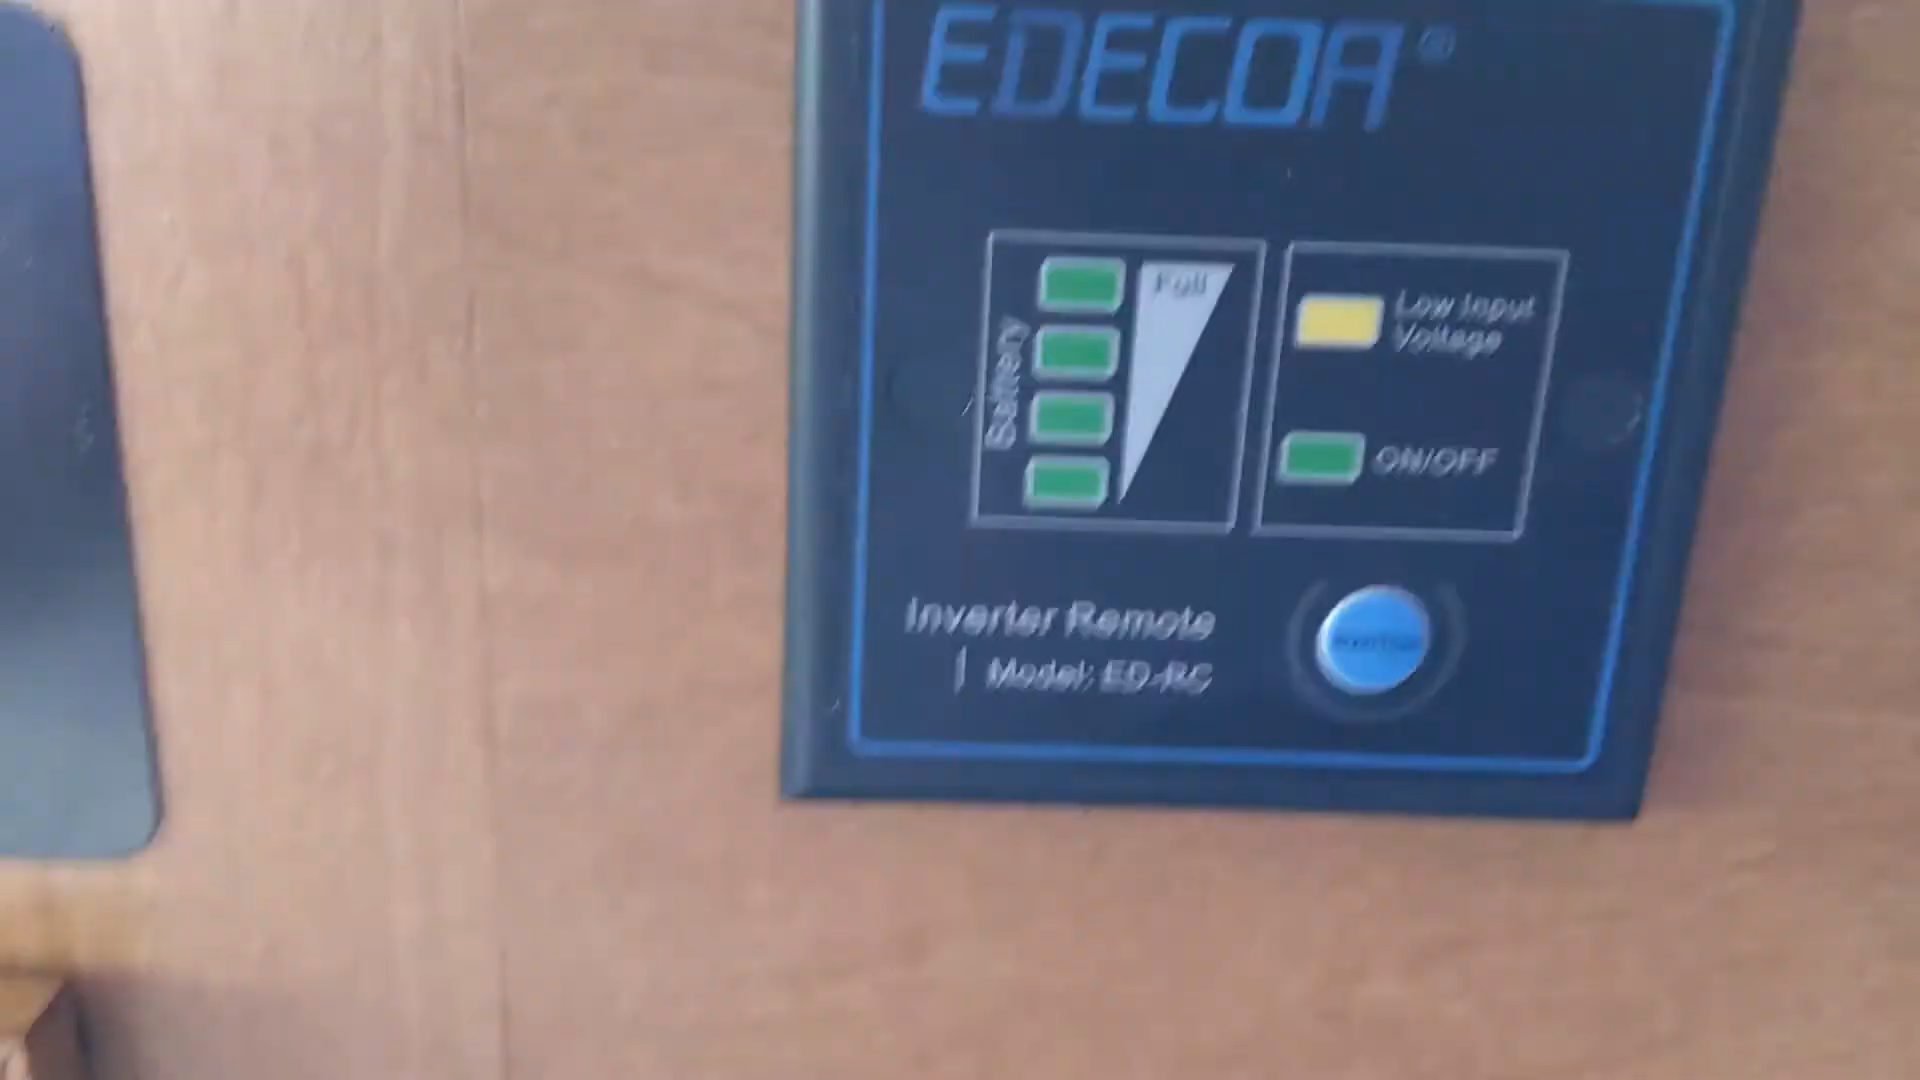 EDECOA®
Full
Battery
Low Input
Voltage
ON/OFF
Inverter Remote
Model: ED-RC